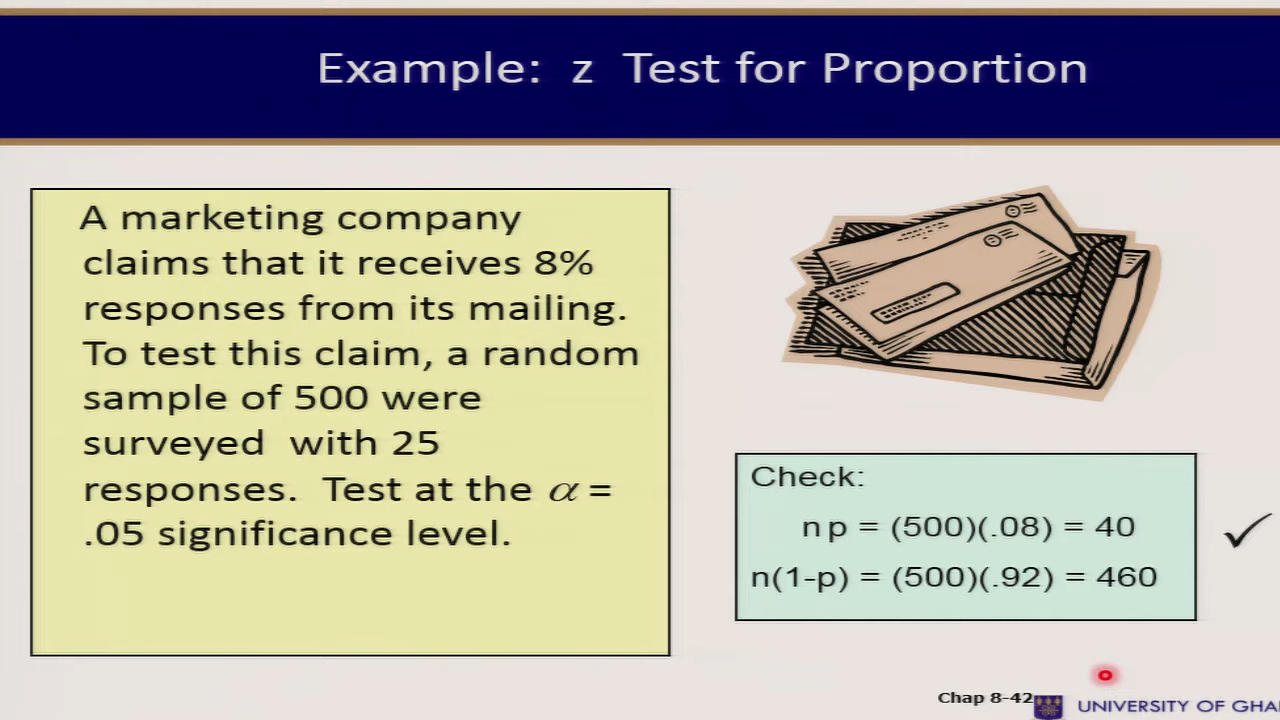 Example: z Test for Proportion
A marketing company
claims that it receives 8%
responses from its mailing.
To test this claim, a random
sample of 500 were
surveyed with 25
responses. Test at the α =
.05 significance level.
Check:
n p = (500)(.08) = 40
n(1-p) = (500)(.92) = 460
Chap 8-42
UNIVERSITY OF GHA